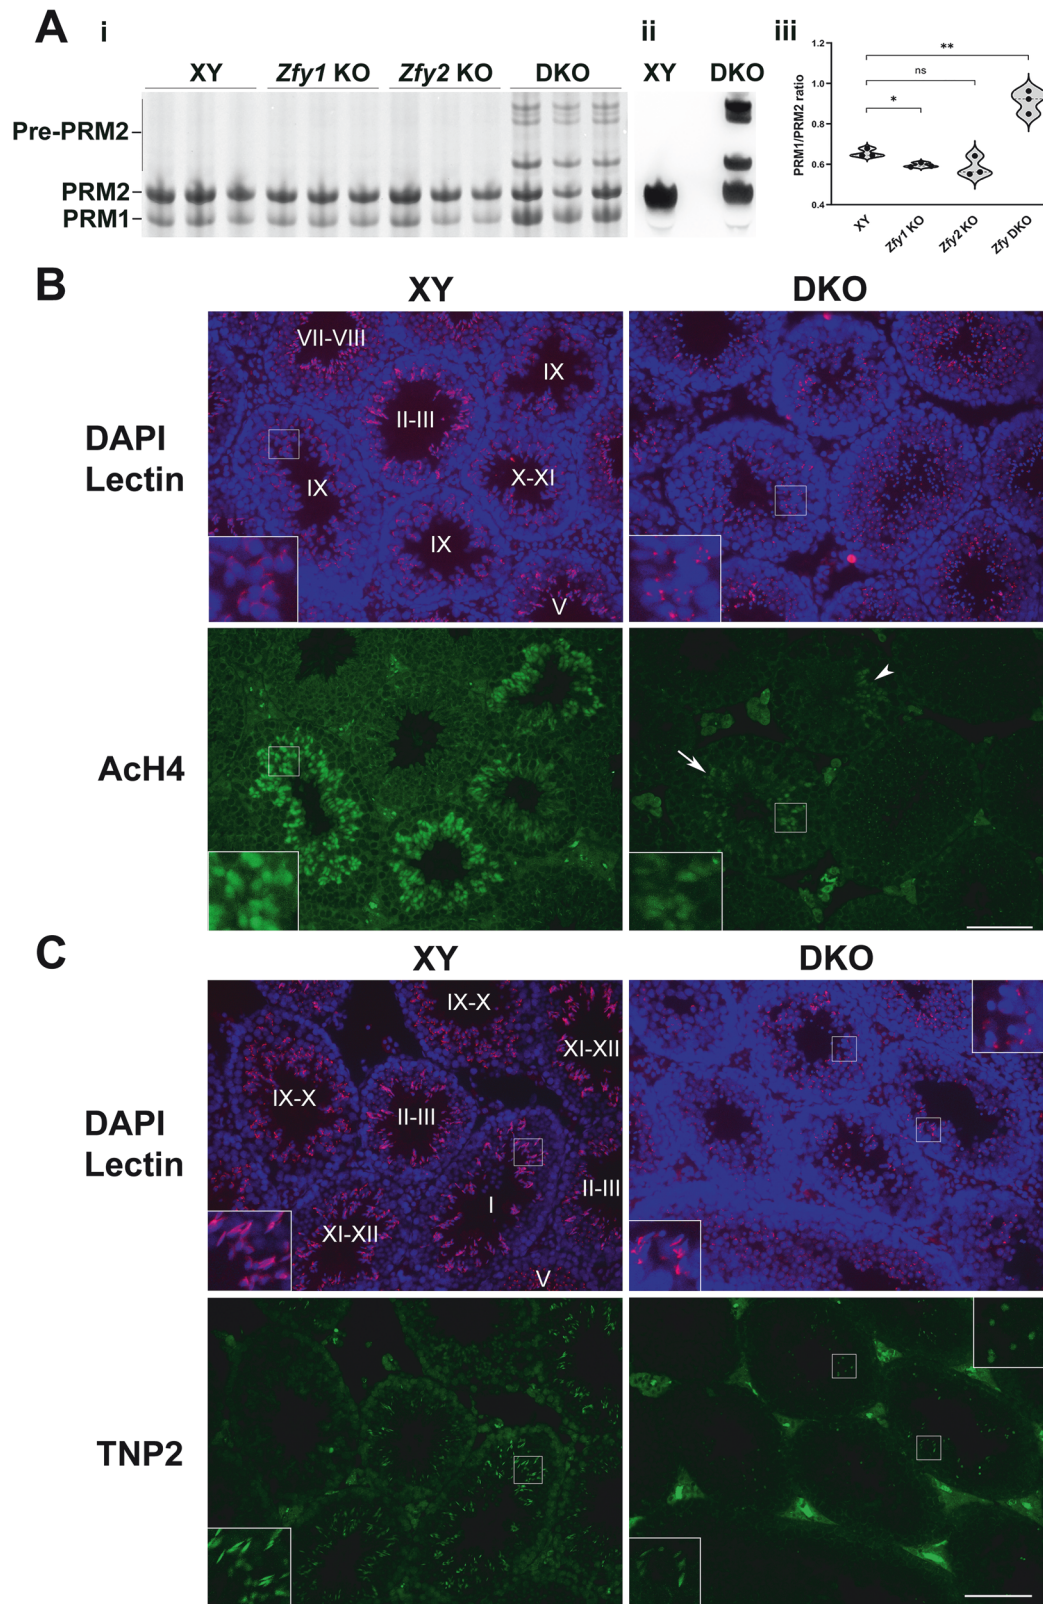 A i ii iii
XY Zfy1 KO Zfy2 KO DKO
XY DKO
Pre-PRM2
PRM2
PRM1
PRM1/PRM2 ratio
1.2
1.0
0.8
0.6
0.4
**
ns
*
XY Zfy1 KO Zfy2 KO Zfy DKO
B
XY DKO
DAPI
Lectin
VII-VIII
IX
II-III
IX
X-XI
IX
V
AcH4
C
XY DKO
DAPI
Lectin
IX-X
XI-XII
IX-X
II-III
II-III
I
XI-XII
V
TNP2